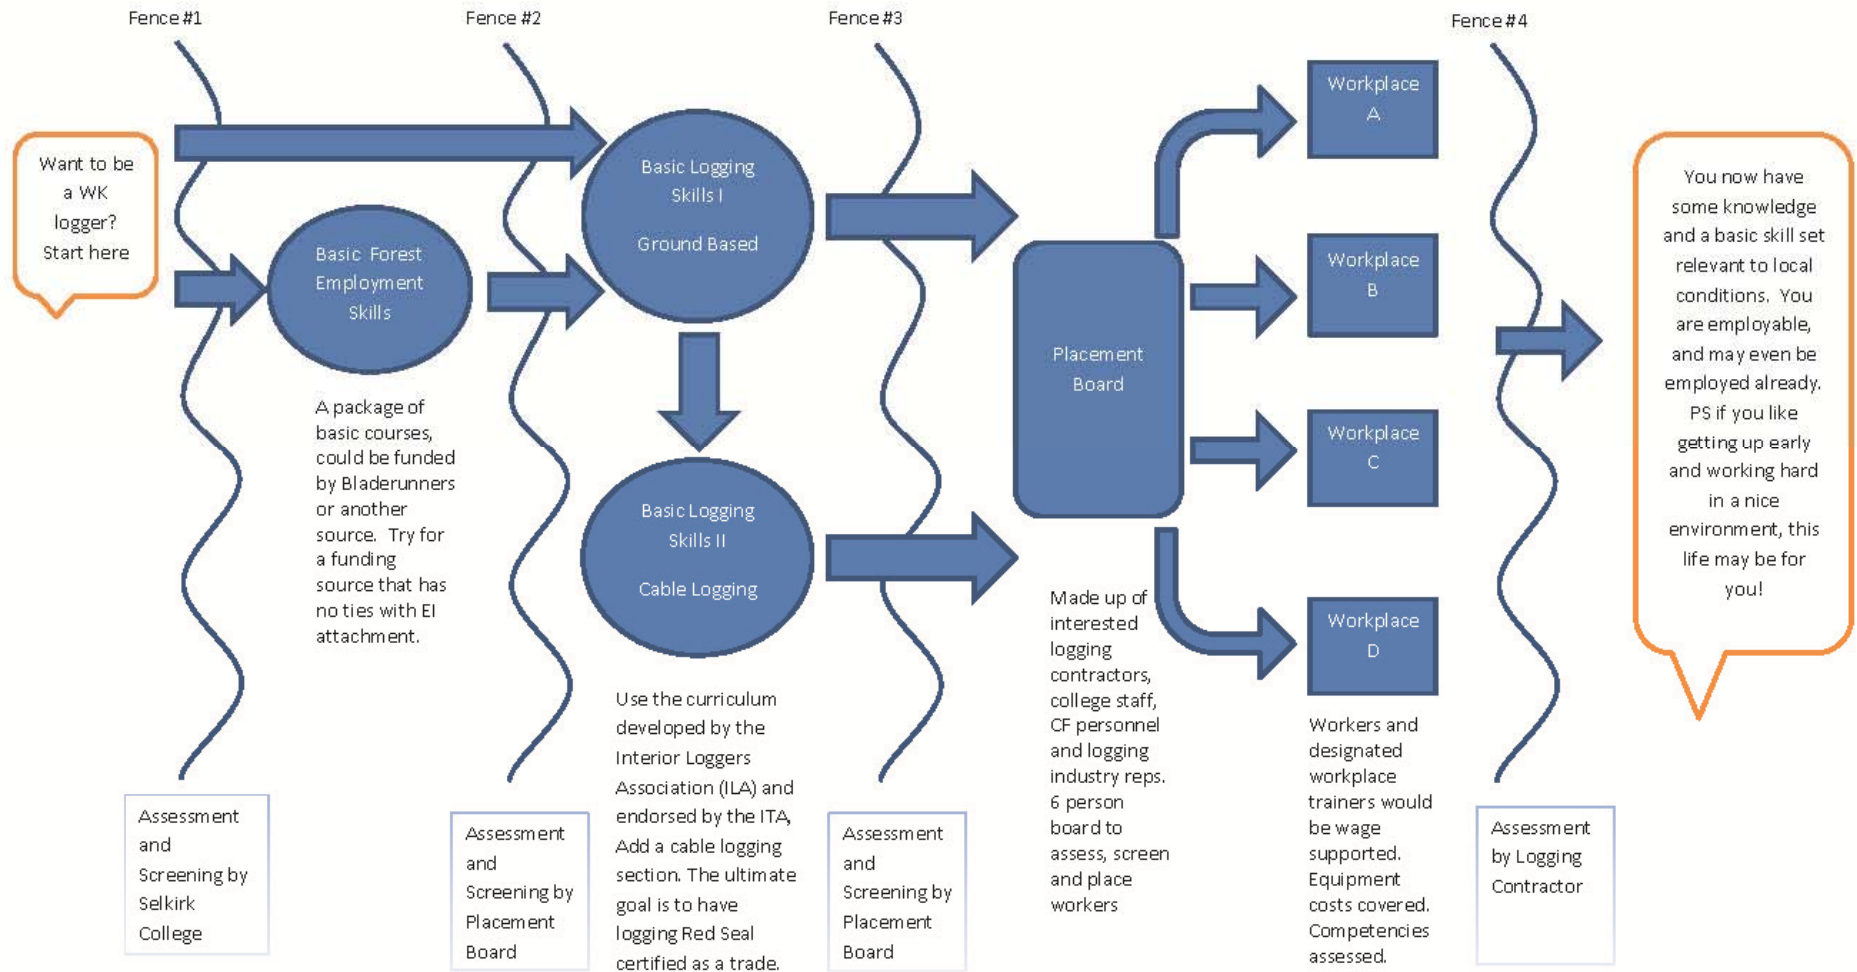 Fence #1
Fence #2
Fence #3
Fence #4
Want to be
a WK
logger?
Start here
Basic Forest
Employment
Skills
A package of
basic courses,
could be funded
by Bladerunners
or another
source. Try for
a funding
source that has
no ties with EI
attachment.
Basic Logging
Skills I
Ground Based
Basic Logging
Skills II
Cable Logging
Use the curriculum
developed by the
Interior Loggers
Association (ILA) and
endorsed by the ITA,
Add a cable logging
section. The ultimate
goal is to have
logging Red Seal
certified as a trade.
Placement
Board
Made up of
interested
logging
contractors,
college staff,
CF personnel
and logging
industry reps.
6 person
board to
assess, screen
and place
workers
Workplace
A
Workplace
B
Workplace
C
Workplace
D
Workers and
designated
workplace
trainers would
be wage
supported.
Equipment
costs covered.
Competencies
assessed.
You now have
some knowledge
and a basic skill set
relevant to local
conditions. You
are employable,
and may even be
employed already.
PS if you like
getting up early
and working hard
in a nice
environment, this
life may be for
you!
Assessment
and
Screening by
Selkirk
College
Assessment
and
Screening by
Placement
Board
Assessment
and
Screening by
Placement
Board
Assessment
by Logging
Contractor